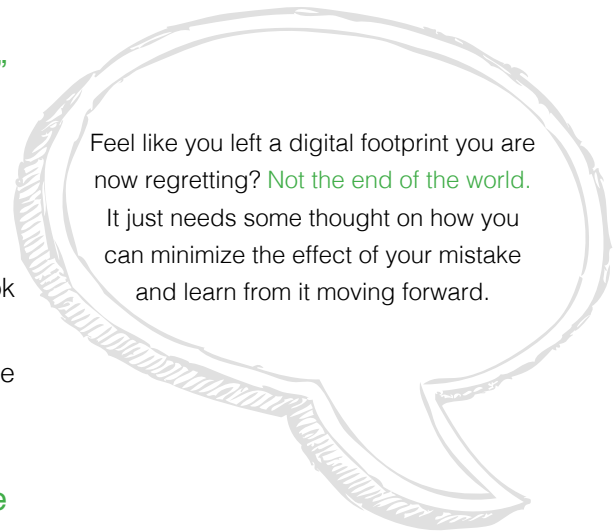 ”
Feel like you left a digital footprint you are
now regretting? Not the end of the world.
It just needs some thought on how you
can minimize the effect of your mistake
and learn from it moving forward.